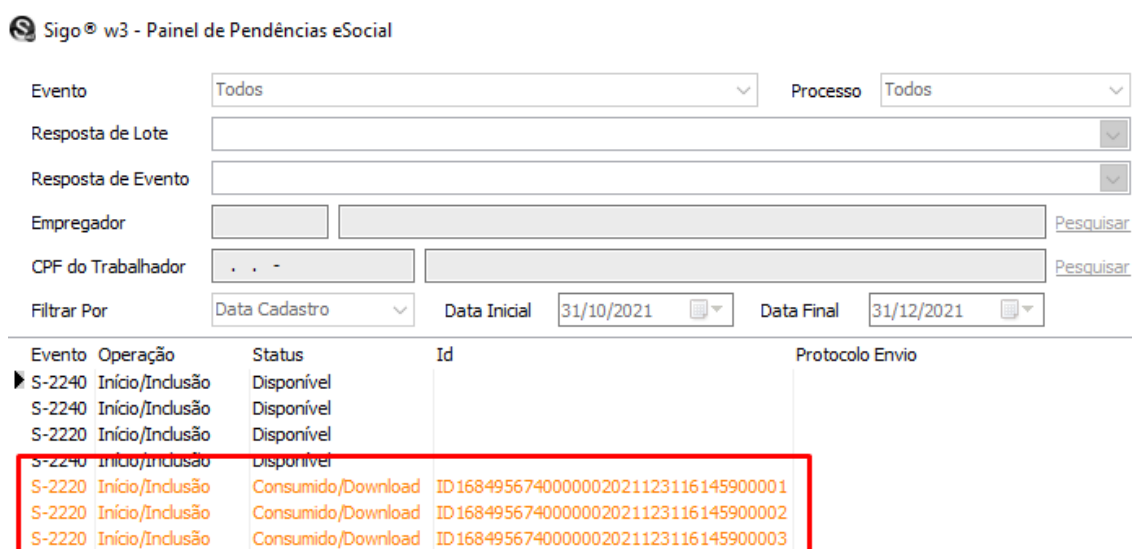 Sigo® w3 - Painel de Pendências eSocial
Evento Todos Processo Todos
Resposta de Lote
Resposta de Evento
Empregador Pesquisar
CPF do Trabalhador . . - Pesquisar
Filtrar Por Data Cadastro Data Inicial 31/10/2021 Data Final 31/12/2021
Evento Operação Status Id Protocolo Envio
S-2240 Início/Inclusão Disponível
S-2240 Início/Inclusão Disponível
S-2220 Início/Inclusão Disponível
S-2240 Início/Inclusão Disponível
S-2220 Início/Inclusão Consumido/Download ID1684956740000002021123116145900001
S-2220 Início/Inclusão Consumido/Download ID1684956740000002021123116145900002
S-2220 Início/Inclusão Consumido/Download ID1684956740000002021123116145900003